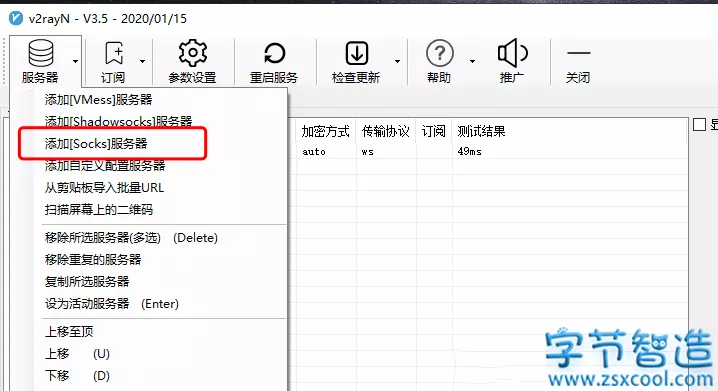 v2rayN - V3.5 - 2020/01/15
服务器 订阅 参数设置 重启服务 检查更新 帮助 推广 关闭
添加[VMess]服务器
添加[Shadowsocks]服务器
添加[Socks]服务器
添加自定义配置服务器
从剪贴板导入批量URL
扫描屏幕上的二维码
移除所选服务器(多选) (Delete)
移除重复的服务器
复制所选服务器
设为活动服务器 (Enter)
上移至顶
上移 (U)
下移 (D)
加密方式 传输协议 订阅 测试结果
auto ws 49ms
显
字节智造
www.zsxcool.com